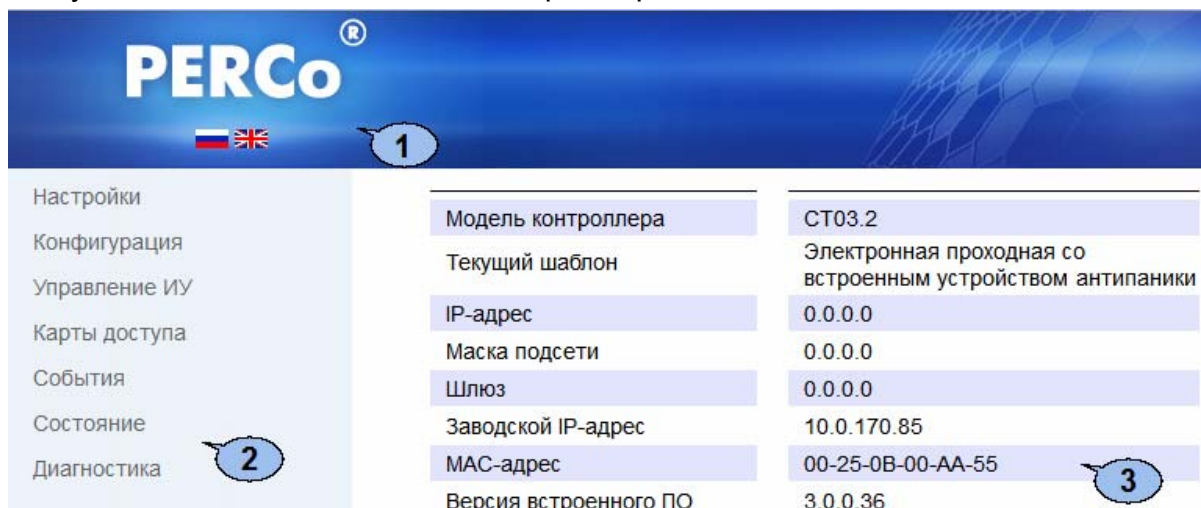 PERCo®
1
Настройки
Конфигурация
Управление ИУ
Карты доступа
События
Состояние
Диагностика
2
Модель контроллера CT03.2
Текущий шаблон Электронная проходная со
встроенным устройством антипаники
IP-адрес 0.0.0.0
Маска подсети 0.0.0.0
Шлюз 0.0.0.0
Заводской IP-адрес 10.0.170.85
MAC-адрес 00-25-0B-00-AA-55
3
Версия встроенного ПО 3.0.0.36